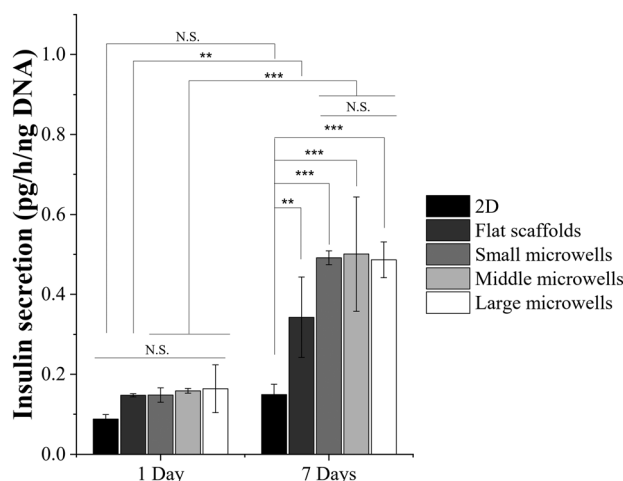 N.S.
**
***
N.S.
***
***
***
**
N.S.
1.0
0.8
0.6
0.4
0.2
0.0
Insulin secretion (pg/h/ng DNA)
1 Day
7 Days
2D
Flat scaffolds
Small microwells
Middle microwells
Large microwells